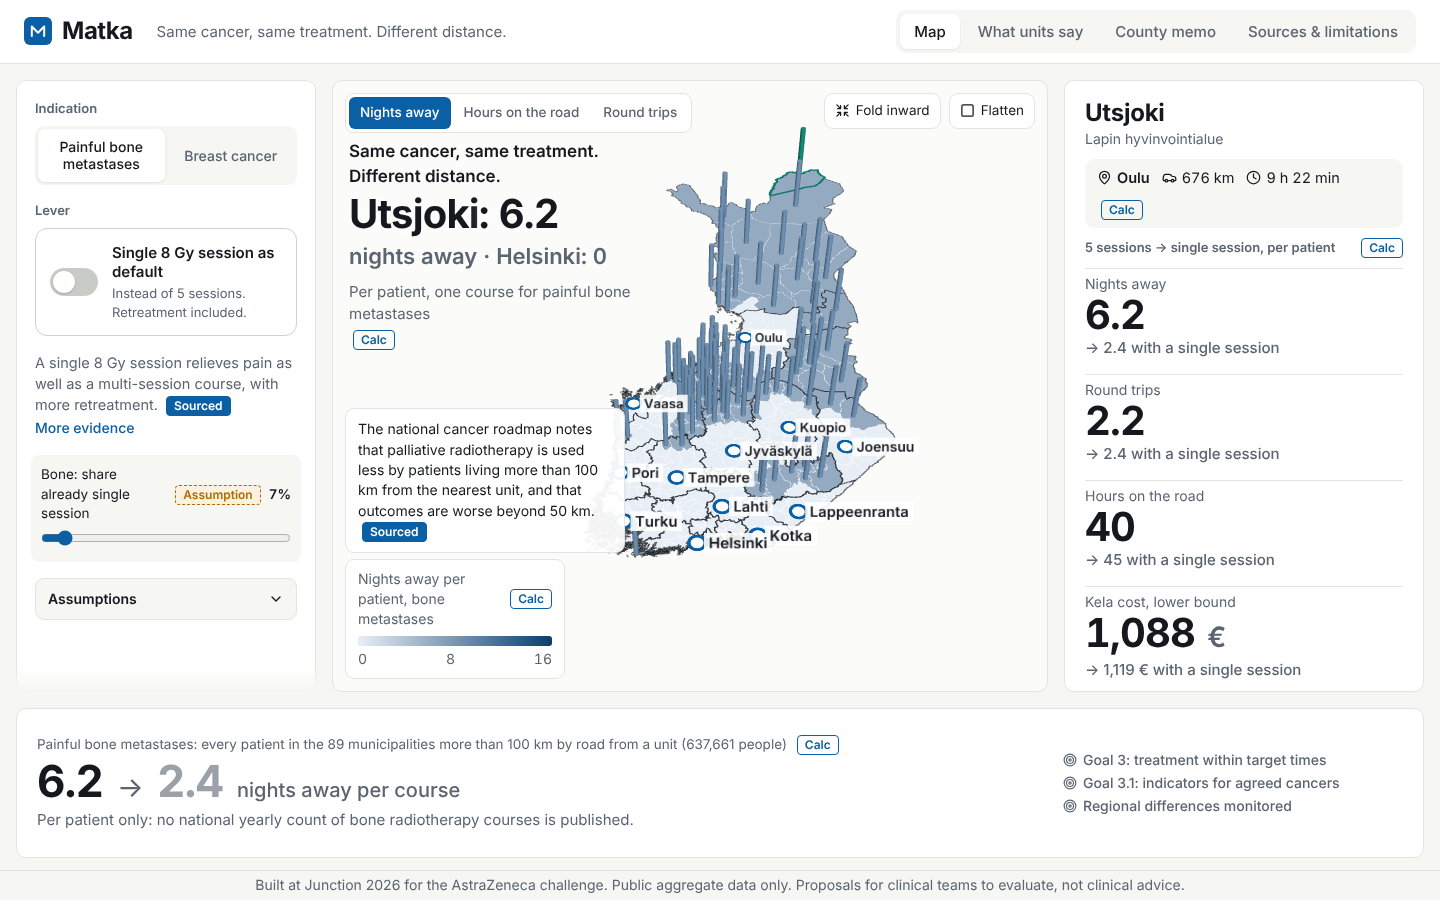 Matka
Same cancer, same treatment. Different distance.
Map
What units say
County memo
Sources & limitations
Indication
Painful bone
metastases
Breast cancer
Lever
Single 8 Gy session as
default
Instead of 5 sessions.
Retreatment included.
A single 8 Gy session relieves pain as
well as a multi-session course, with
more retreatment. Sourced
More evidence
Bone: share
already single
session
Assumption 7%
Assumptions
Nights away
Hours on the road
Round trips
Fold inward
Flatten
Same cancer, same treatment.
Different distance.
Utsjoki: 6.2
nights away · Helsinki: 0
Per patient, one course for painful bone
metastases
Calc
The national cancer roadmap notes
that palliative radiotherapy is used
less by patients living more than 100
km from the nearest unit, and that
outcomes are worse beyond 50 km.
Sourced
Nights away per
patient, bone
metastases
Calc
0 8 16
Oulu
Vaasa
Kuopio
Joensuu
Jyväskylä
Pori
Tampere
Lahti
Lappeenranta
Turku
Helsinki
Kotka
Utsjoki
Lapin hyvinvointialue
Oulu 676 km 9 h 22 min
Calc
5 sessions → single session, per patient Calc
Nights away
6.2
→ 2.4 with a single session
Round trips
2.2
→ 2.4 with a single session
Hours on the road
40
→ 45 with a single session
Kela cost, lower bound
1,088 €
→ 1,119 € with a single session
Painful bone metastases: every patient in the 89 municipalities more than 100 km by road from a unit (637,661 people) Calc
6.2 → 2.4 nights away per course
Per patient only: no national yearly count of bone radiotherapy courses is published.
Goal 3: treatment within target times
Goal 3.1: indicators for agreed cancers
Regional differences monitored
Built at Junction 2026 for the AstraZeneca challenge. Public aggregate data only. Proposals for clinical teams to evaluate, not clinical advice.